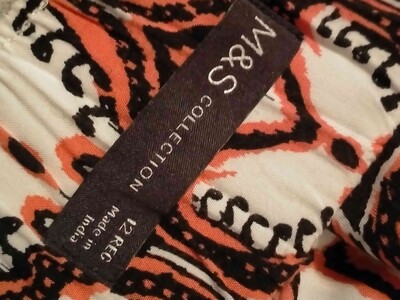 M&S
COLLECTION
12 REG
Made in
India